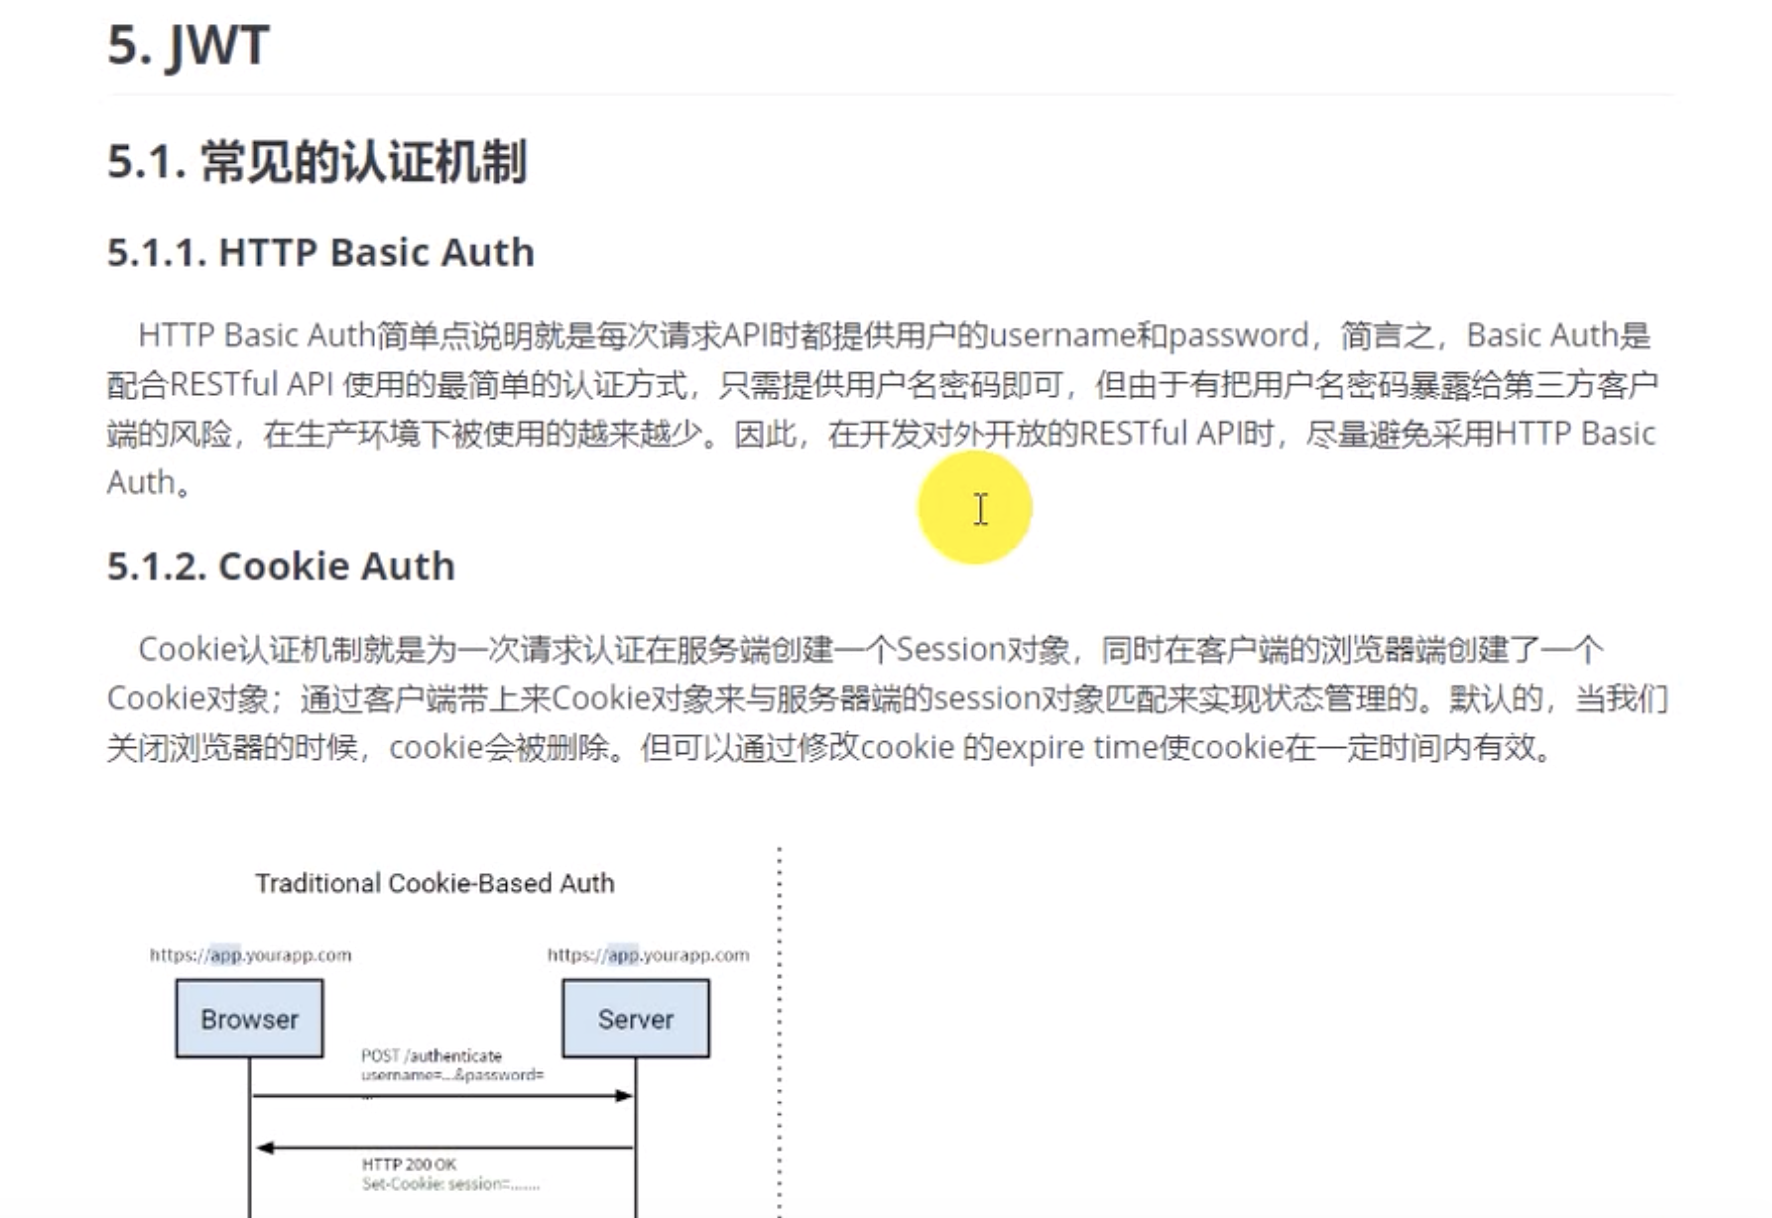 5. JWT
5.1. 常见的认证机制
5.1.1. HTTP Basic Auth
HTTP Basic Auth简单点说明就是每次请求API时都提供用户的username和password，简言之，Basic Auth是
配合RESTful API 使用的最简单的认证方式，只需提供用户名密码即可，但由于有把用户名密码暴露给第三方客户
端的风险，在生产环境下被使用的越来越少。因此，在开发对外开放的RESTful API时，尽量避免采用HTTP Basic
Auth。
5.1.2. Cookie Auth
Cookie认证机制就是为一次请求认证在服务端创建一个Session对象，同时在客户端的浏览器端创建了一个
Cookie对象；通过客户端带上来Cookie对象来与服务器端的session对象匹配来实现状态管理的。默认的，当我们
关闭浏览器的时候，cookie会被删除。但可以通过修改cookie 的expire time使cookie在一定时间内有效。
Traditional Cookie-Based Auth
https://app.yourapp.com
https://app.yourapp.com
Browser
Server
POST /authenticate
username=...&password=
...
HTTP 200 OK
Set-Cookie: session=.......